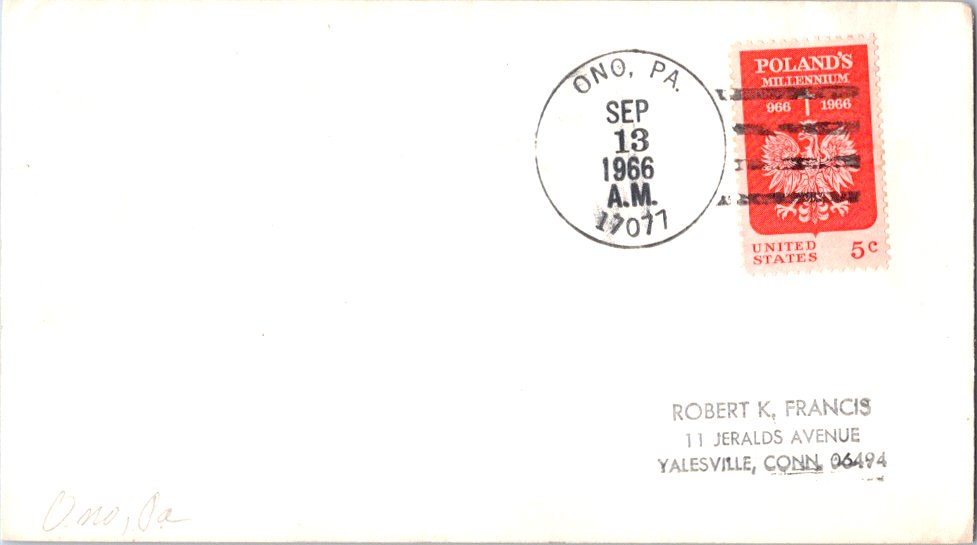 ONO, PA.
SEP
13
1966
A.M.
17077
POLAND'S
MILLENNIUM
966 1966
UNITED
STATES 5c
ROBERT K. FRANCIS
11 JERALDS AVENUE
YALESVILLE, CONN. 06494
Ono, Pa